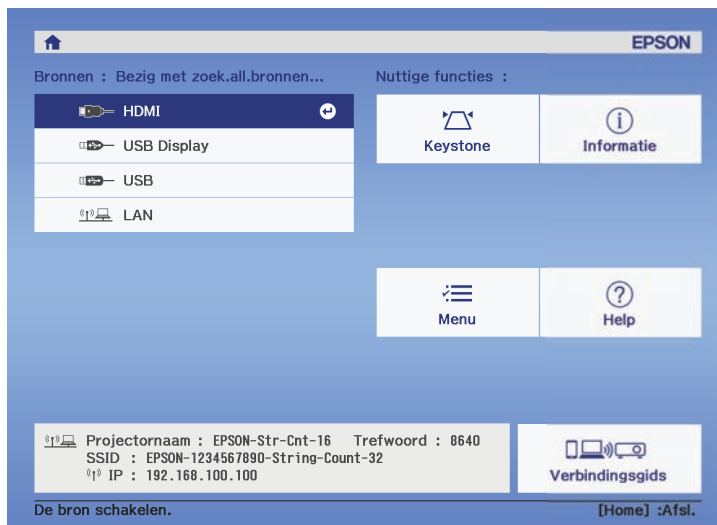 EPSON
Bronnen : Bezig met zoek.all.bronnen...
HDMI
USB Display
USB
LAN
Nuttige functies :
Keystone
Informatie
Menu
Help
Projectornaam : EPSON-Str-Cnt-16 Trefwoord : 8640
SSID : EPSON-1234567890-String-Count-32
IP : 192.168.100.100
Verbindingsgids
De bron schakelen.
[Home] :Afsl.